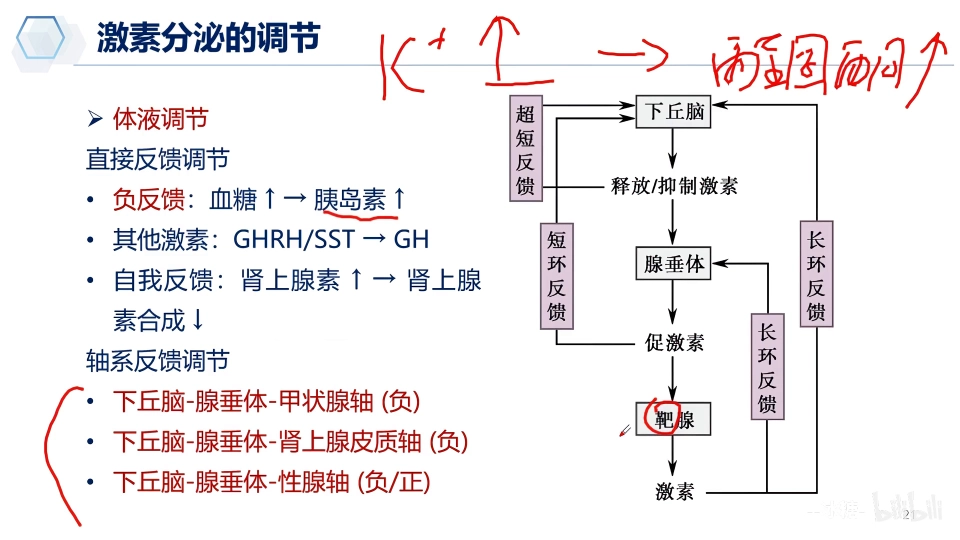 激素分泌的调节
K⁺ ↑ →
➢ 体液调节
直接反馈调节
• 负反馈：血糖↑→ 胰岛素↑
• 其他激素：GHRH/SST → GH
• 自我反馈：肾上腺素 ↑→ 肾上腺
素合成↓
轴系反馈调节
• 下丘脑-腺垂体-甲状腺轴 (负)
• 下丘脑-腺垂体-肾上腺皮质轴 (负)
• 下丘脑-腺垂体-性腺轴 (负/正)
超短反馈
下丘脑
释放/抑制激素
短环反馈
腺垂体
长环反馈
促激素
长环反馈
靶腺
激素
bilibili
21